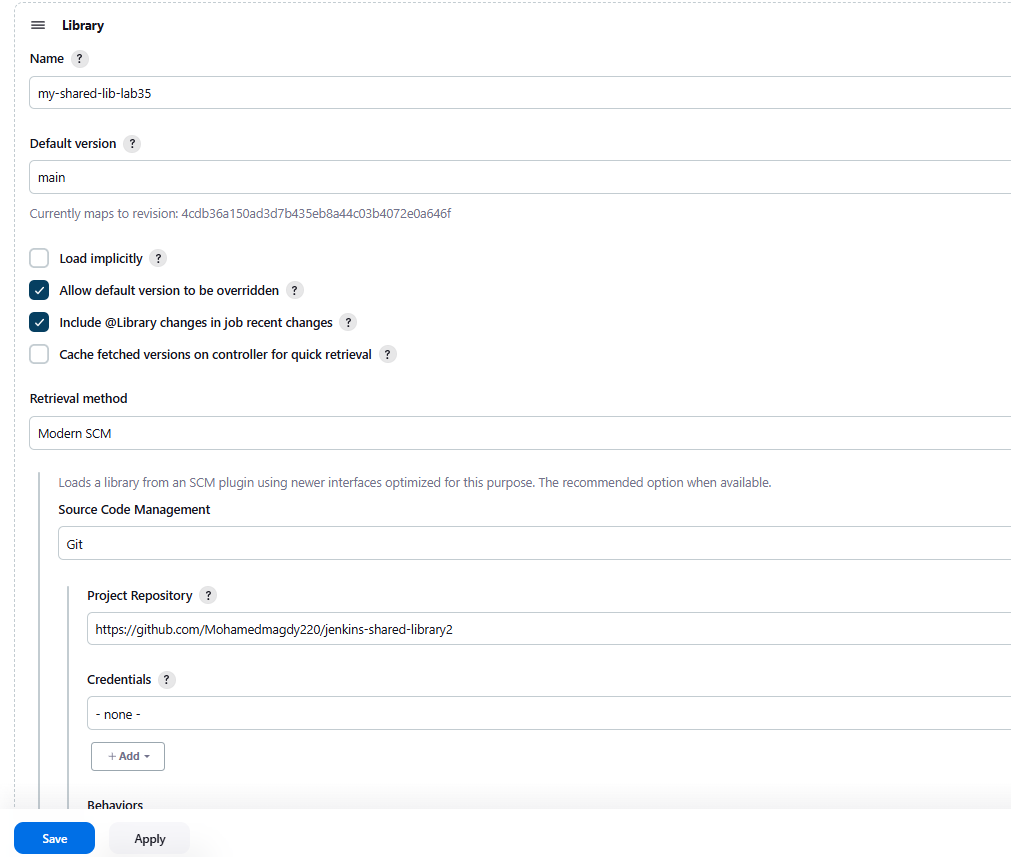 Library
Name ?
my-shared-lib-lab35
Default version ?
main
Currently maps to revision: 4cdb36a150ad3d7b435eb8a44c03b4072e0a646f
Load implicitly ?
Allow default version to be overridden ?
Include @Library changes in job recent changes ?
Cache fetched versions on controller for quick retrieval ?
Retrieval method
Modern SCM
Loads a library from an SCM plugin using newer interfaces optimized for this purpose. The recommended option when available.
Source Code Management
Git
Project Repository ?
https://github.com/Mohamedmagdy220/jenkins-shared-library2
Credentials ?
- none -
+ Add
Behaviors
Save Apply